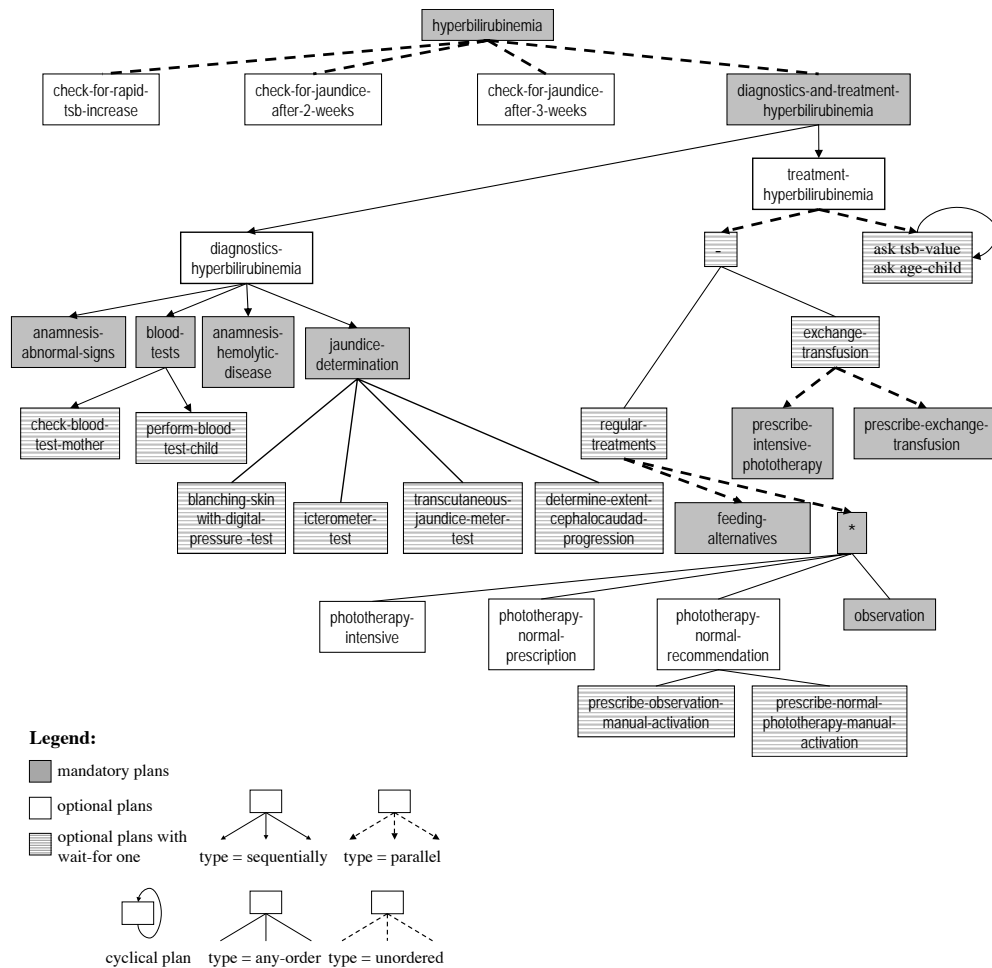 hyperbilirubinemia
check-for-rapid-
tsb-increase
check-for-jaundice-
after-2-weeks
check-for-jaundice-
after-3-weeks
diagnostics-and-treatment-
hyperbilirubinemia
treatment-
hyperbilirubinemia
diagnostics-
hyperbilirubinemia
-
ask tsb-value
ask age-child
anamnesis-
abnormal-signs
blood-
tests
anamnesis-
hemolytic-
disease
jaundice-
determination
exchange-
transfusion
check-blood-
test-mother
perform-blood-
test-child
regular-
treatments
prescribe-
intensive-
phototherapy
prescribe-exchange-
transfusion
blanching-skin
with-digital-
pressure -test
icterometer-
test
transcutaneous-
jaundice-meter-
test
determine-extent-
cephalocaudad-
progression
feeding-
alternatives
*
phototherapy-
intensive
phototherapy-
normal-
prescription
phototherapy-
normal-
recommendation
observation
prescribe-observation-
manual-activation
prescribe-normal-
phototherapy-manual-
activation
Legend:
mandatory plans
optional plans
optional plans with
wait-for one
type = sequentially
type = parallel
cyclical plan
type = any-order
type = unordered